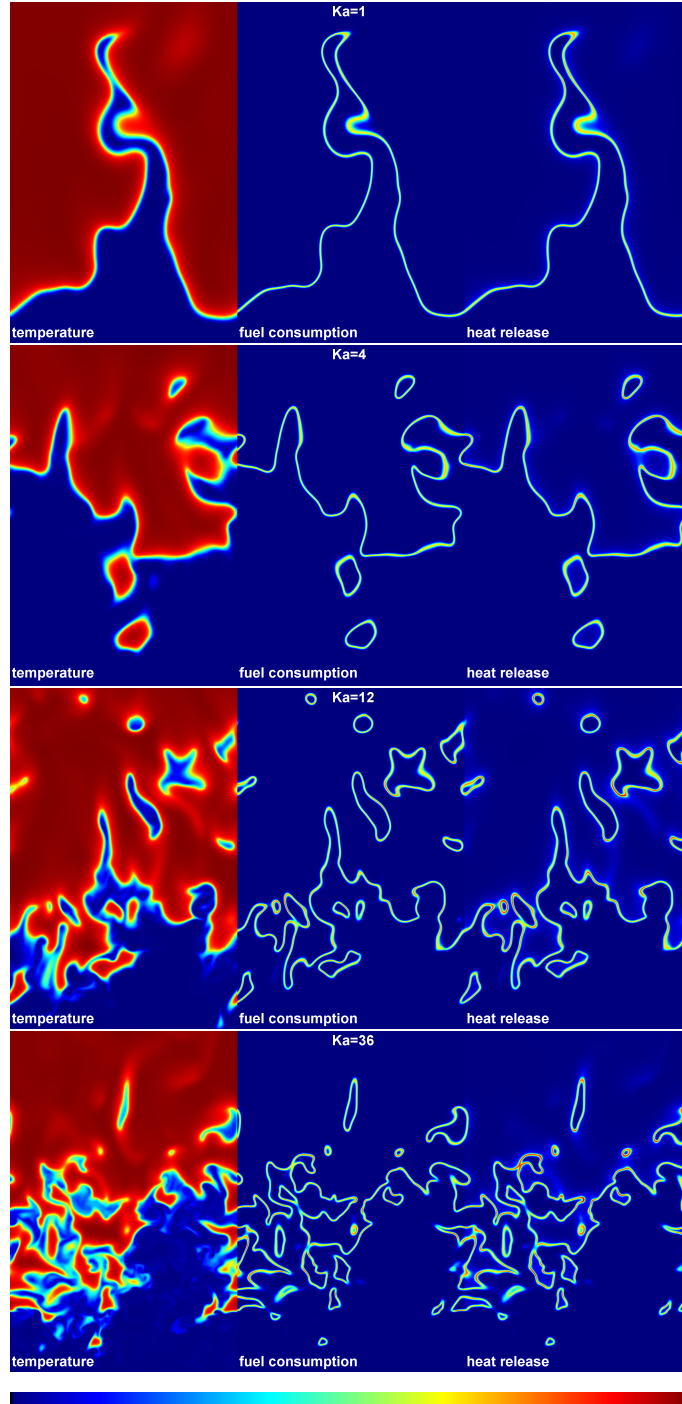 Ka=1
temperature fuel consumption heat release
Ka=4
temperature fuel consumption heat release
Ka=12
temperature fuel consumption heat release
Ka=36
temperature fuel consumption heat release